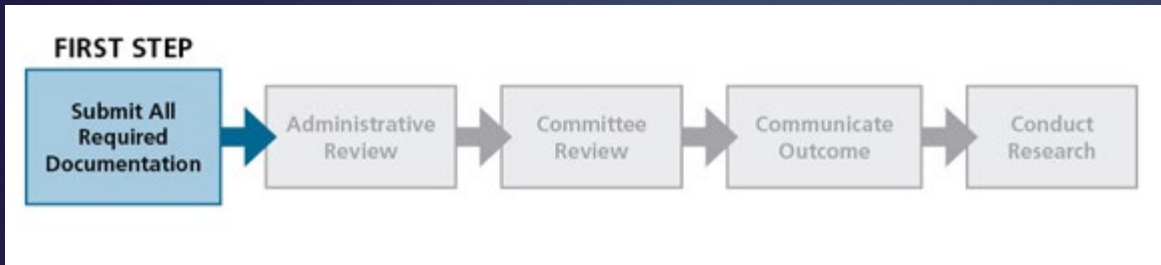 FIRST STEP
Submit All
Required
Documentation
Administrative
Review
Committee
Review
Communicate
Outcome
Conduct
Research